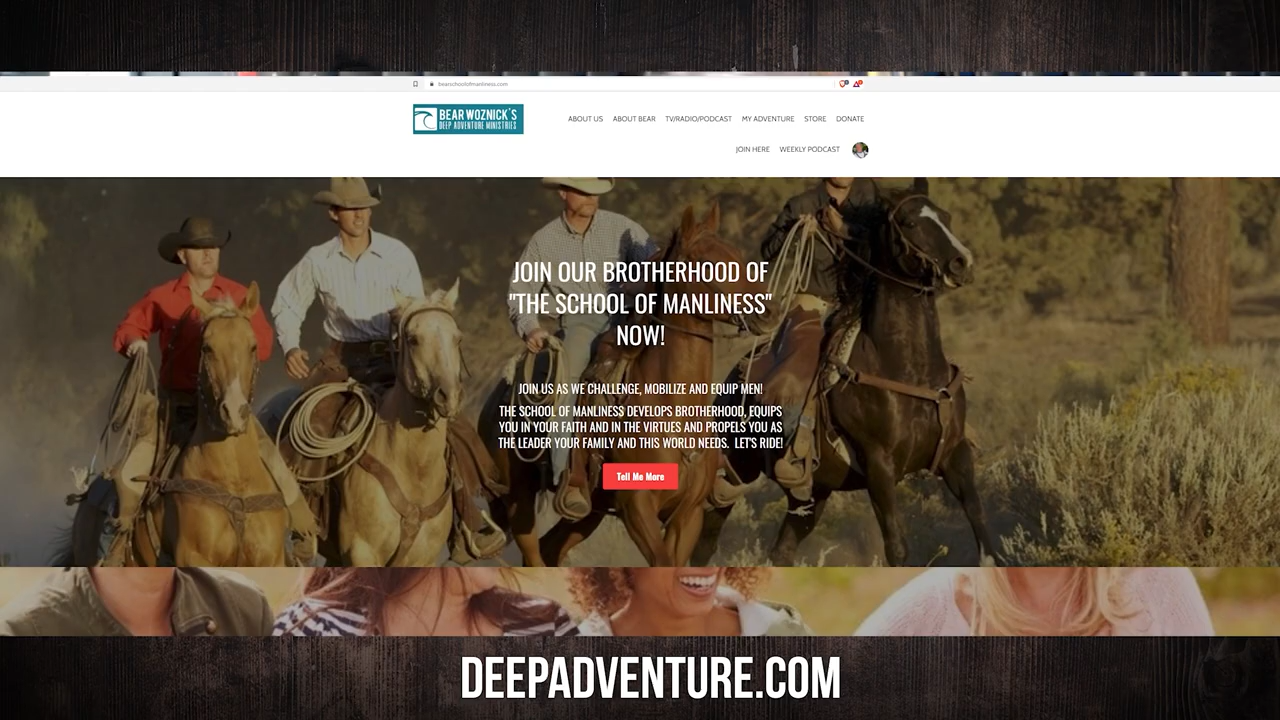 bearschoolofmanliness.com
BEAR WOZNICK'S
DEEP ADVENTURE MINISTRIES
ABOUT US ABOUT BEAR TV/RADIO/PODCAST MY ADVENTURE STORE DONATE
JOIN HERE WEEKLY PODCAST
JOIN OUR BROTHERHOOD OF
"THE SCHOOL OF MANLINESS"
NOW!
JOIN US AS WE CHALLENGE, MOBILIZE AND EQUIP MEN!
THE SCHOOL OF MANLINESS DEVELOPS BROTHERHOOD, EQUIPS
YOU IN YOUR FAITH AND IN THE VIRTUES AND PROPELS YOU AS
THE LEADER YOUR FAMILY AND THIS WORLD NEEDS. LET'S RIDE!
Tell Me More
DEEPADVENTURE.COM